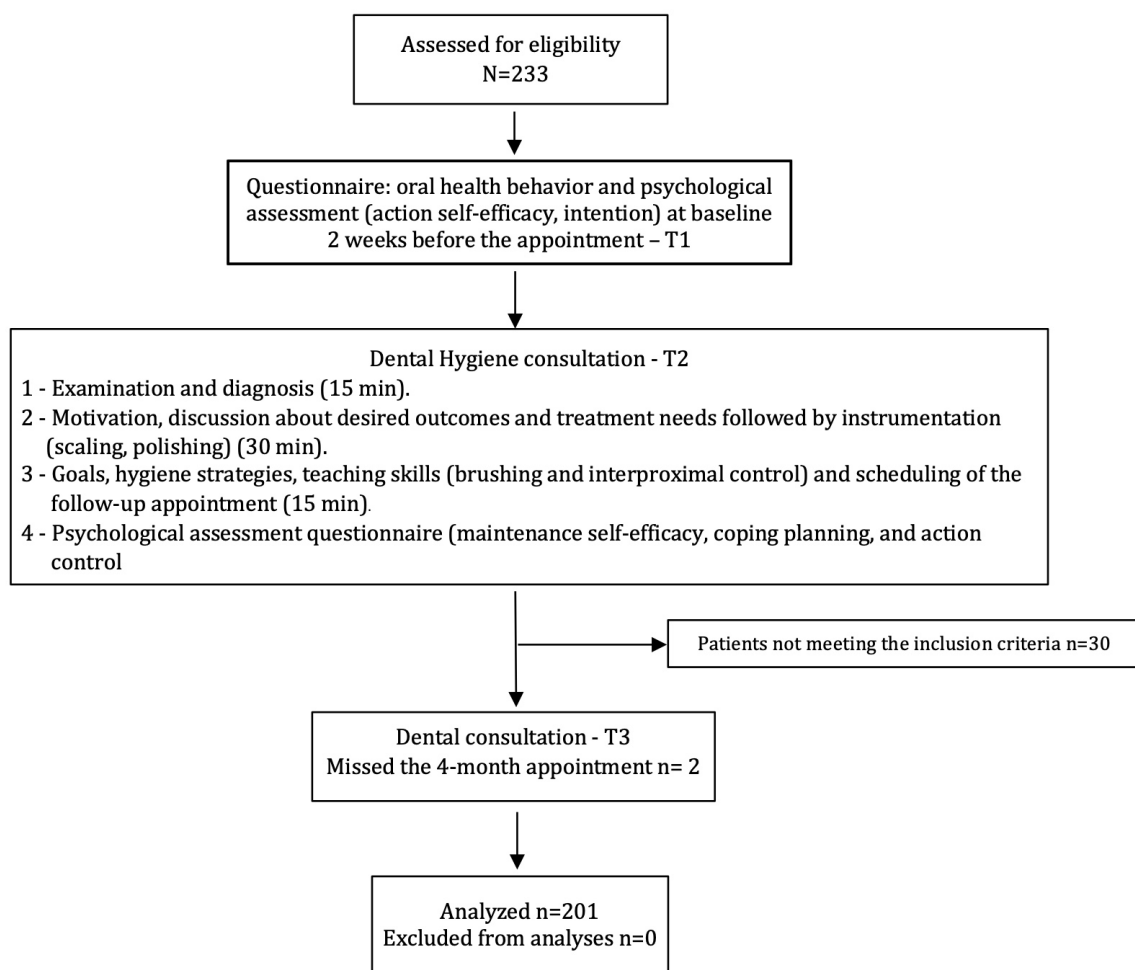 Assessed for eligibility
N=233
Questionnaire: oral health behavior and psychological
assessment (action self-efficacy, intention) at baseline
2 weeks before the appointment – T1
Dental Hygiene consultation - T2
1 - Examination and diagnosis (15 min).
2 - Motivation, discussion about desired outcomes and treatment needs followed by instrumentation
(scaling, polishing) (30 min).
3 - Goals, hygiene strategies, teaching skills (brushing and interproximal control) and scheduling of the
follow-up appointment (15 min).
4 - Psychological assessment questionnaire (maintenance self-efficacy, coping planning, and action
control
Patients not meeting the inclusion criteria n=30
Dental consultation - T3
Missed the 4-month appointment n= 2
Analyzed n=201
Excluded from analyses n=0